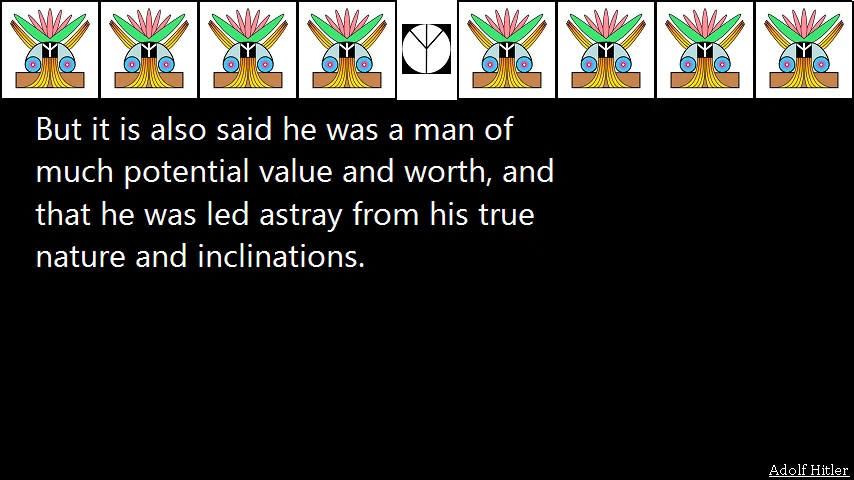 But it is also said he was a man of
much potential value and worth, and
that he was led astray from his true
nature and inclinations.
Adolf Hitler